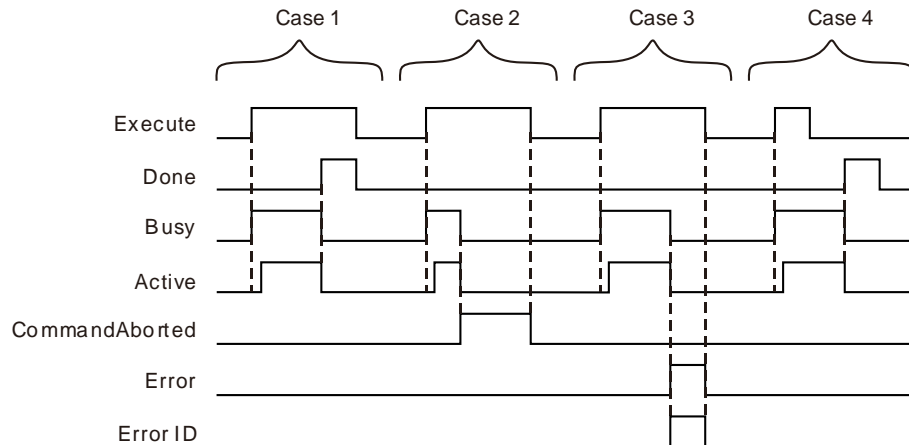 Case 1 Case 2 Case 3 Case 4
Execute
Done
Busy
Active
CommandAborted
Error
Error ID